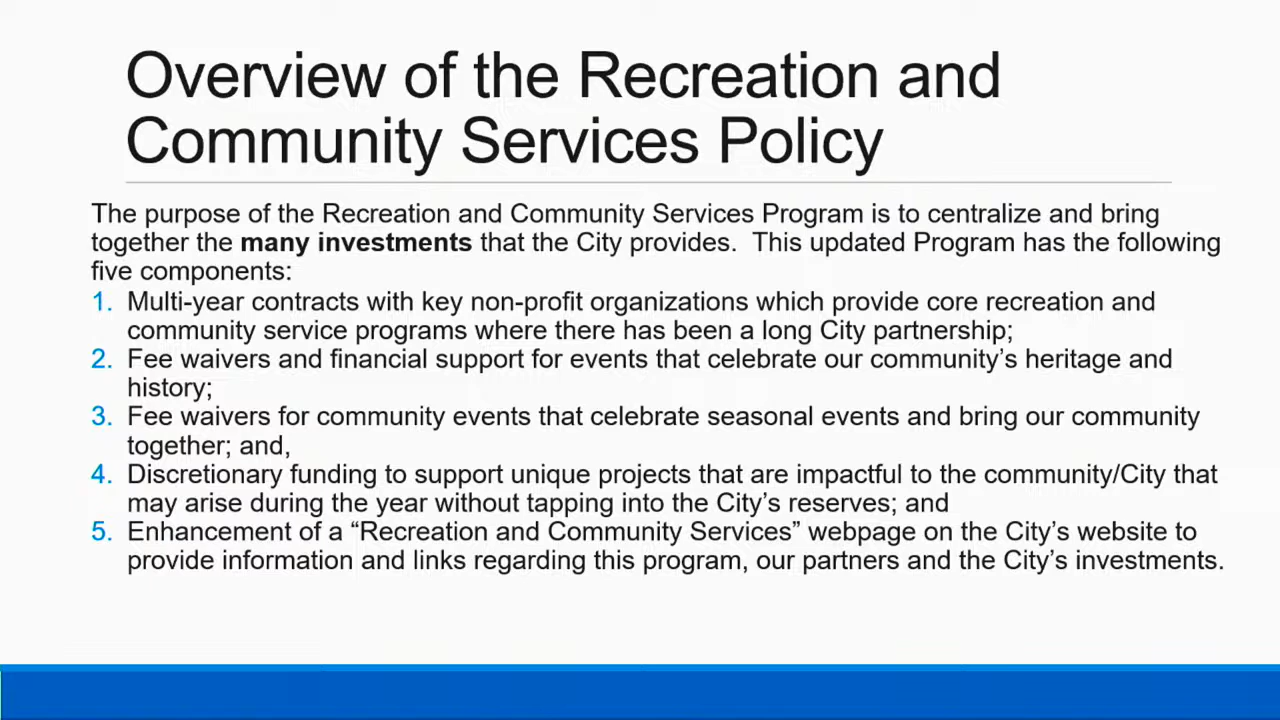 Overview of the Recreation and
Community Services Policy
The purpose of the Recreation and Community Services Program is to centralize and bring
together the many investments that the City provides.  This updated Program has the following
five components:
1. Multi-year contracts with key non-profit organizations which provide core recreation and
community service programs where there has been a long City partnership;
2. Fee waivers and financial support for events that celebrate our community’s heritage and
history;
3. Fee waivers for community events that celebrate seasonal events and bring our community
together; and,
4. Discretionary funding to support unique projects that are impactful to the community/City that
may arise during the year without tapping into the City’s reserves; and
5. Enhancement of a “Recreation and Community Services” webpage on the City’s website to
provide information and links regarding this program, our partners and the City’s investments.